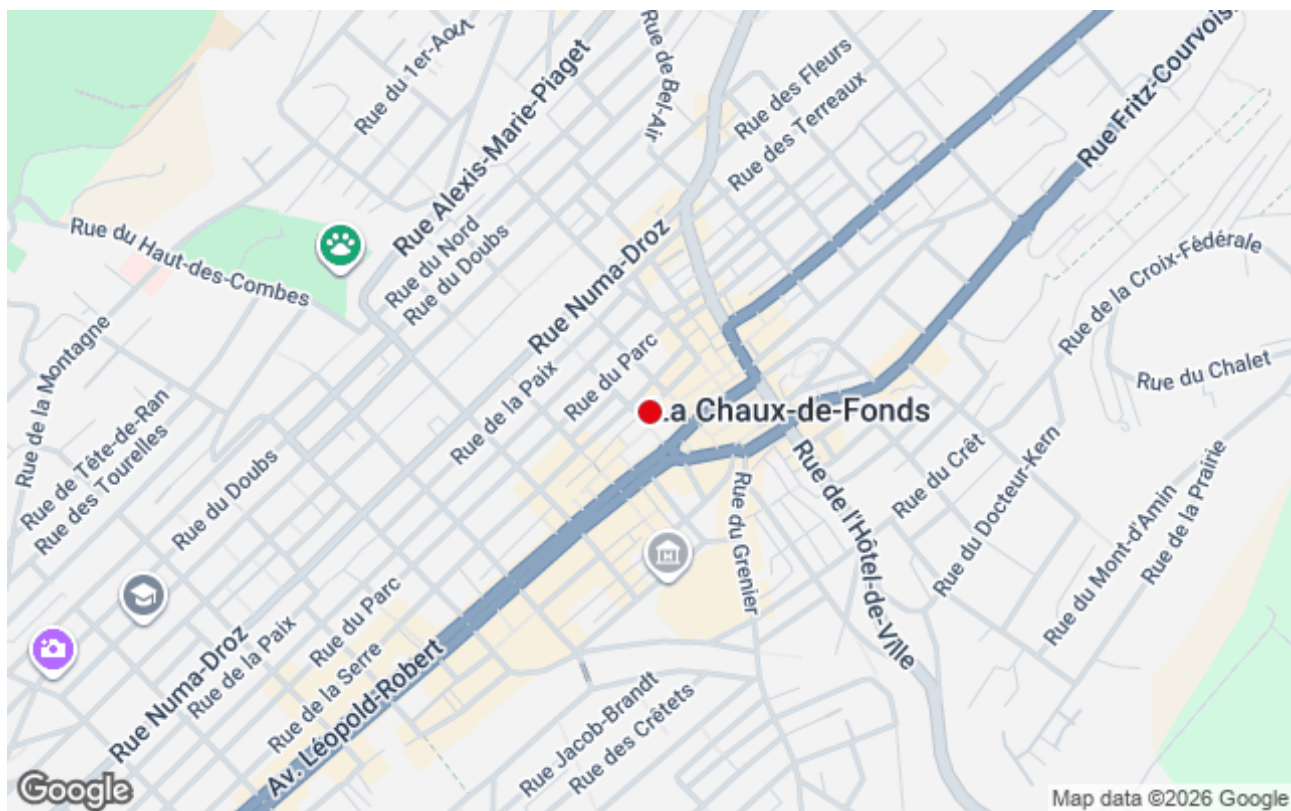 Rue du 1er-Août
Rue Alexis-Marie-Piaget
Rue de Bel-Air
Rue des Fleurs
Rue des Terreaux
Rue Fritz-Courvois
Rue du Haut-des-Combes
Rue du Nord
Rue du Doubs
Rue Numa-Droz
Rue de la Croix-Fédérale
Rue de la Montagne
Rue du Parc
Rue de la Paix
Rue du Chalet
La Chaux-de-Fonds
Rue de Tête-de-Ran
Rue des Tourelles
Rue du Doubs
Rue du Crêt
Rue du Docteur-Kern
Rue de l'Hôtel-de-Ville
Rue du Grenier
Rue du Mont-d'Amin
Rue de la Prairie
Rue du Parc
Rue de la Paix
Rue Numa-Droz
Rue de la Serre
Av. Léopold-Robert
Rue Jacob-Brandt
Rue des Crêtets
Google
Map data ©2026 Google